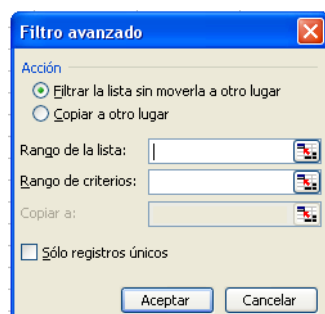 Filtro avanzado
Acción
Filtrar la lista sin moverla a otro lugar
Copiar a otro lugar
Rango de la lista:
Rango de criterios:
Copiar a:
Sólo registros únicos
Aceptar Cancelar